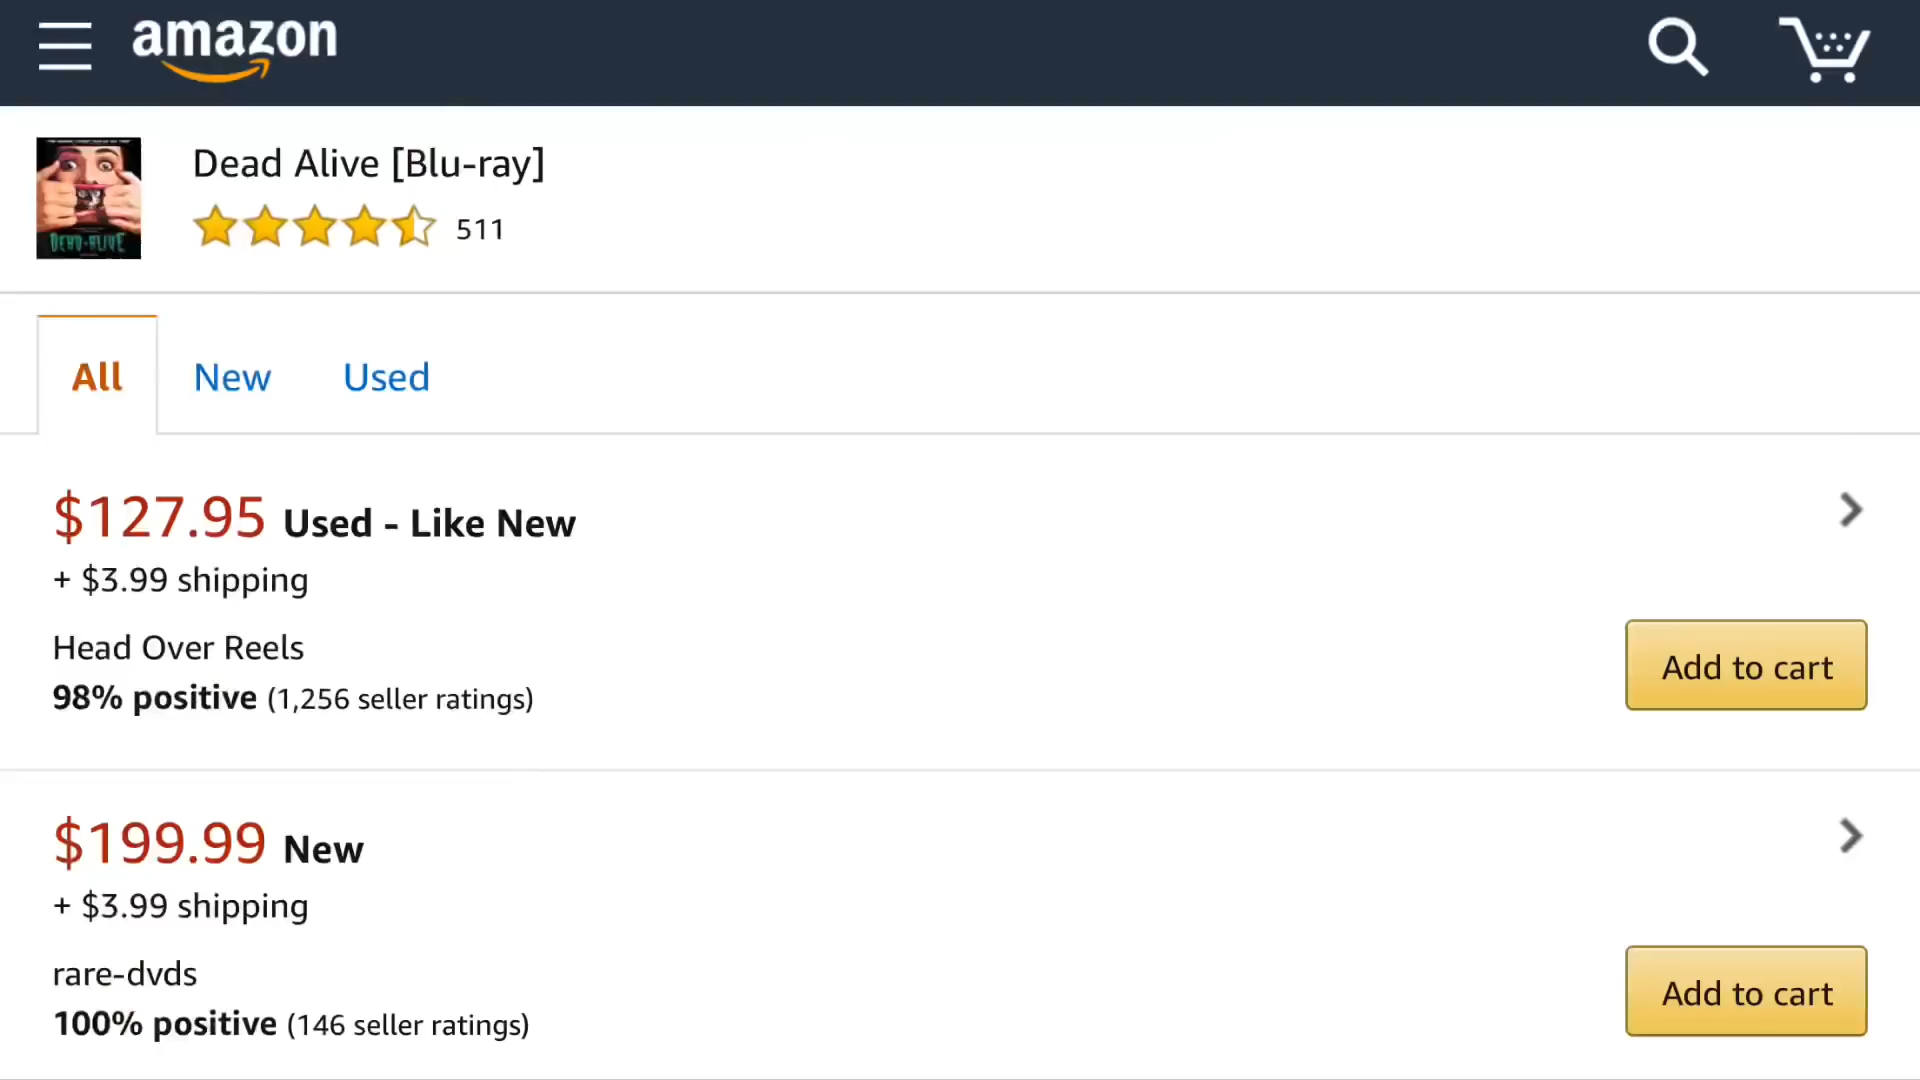 amazon
Dead Alive [Blu-ray]
DEAD-ALIVE
511
All
New
Used
$127.95 Used - Like New
+ $3.99 shipping
Head Over Reels
98% positive (1,256 seller ratings)
Add to cart
$199.99 New
+ $3.99 shipping
rare-dvds
100% positive (146 seller ratings)
Add to cart